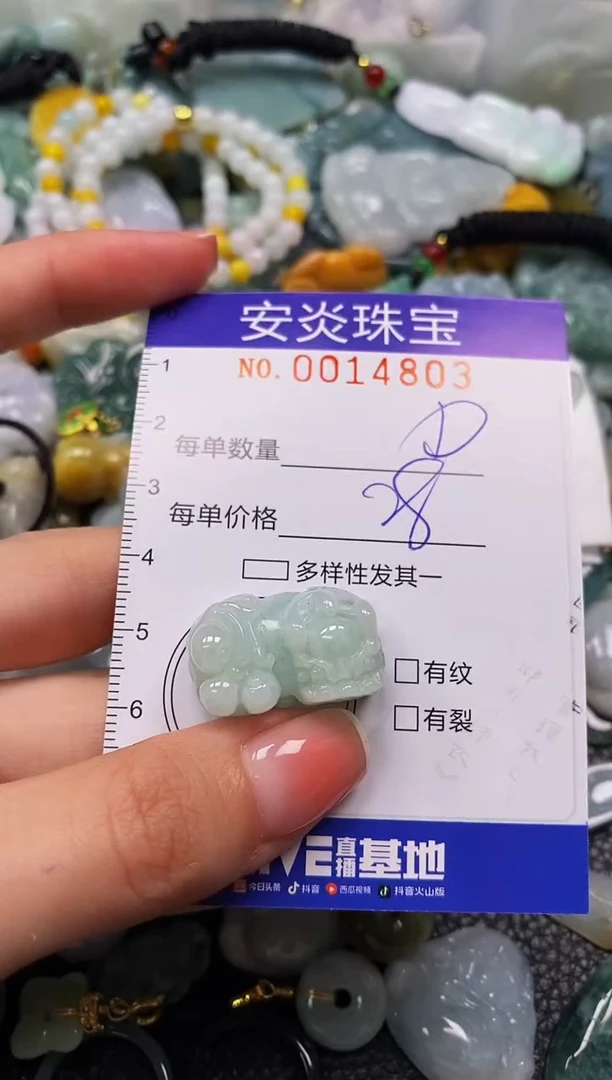 安炎珠宝
NO. 0014803
1
2
每单数量 D
3
每单价格 28
4
多样性发其一
5
有纹
6
有裂
直播基地
今日头条 抖音 西瓜视频 抖音火山版